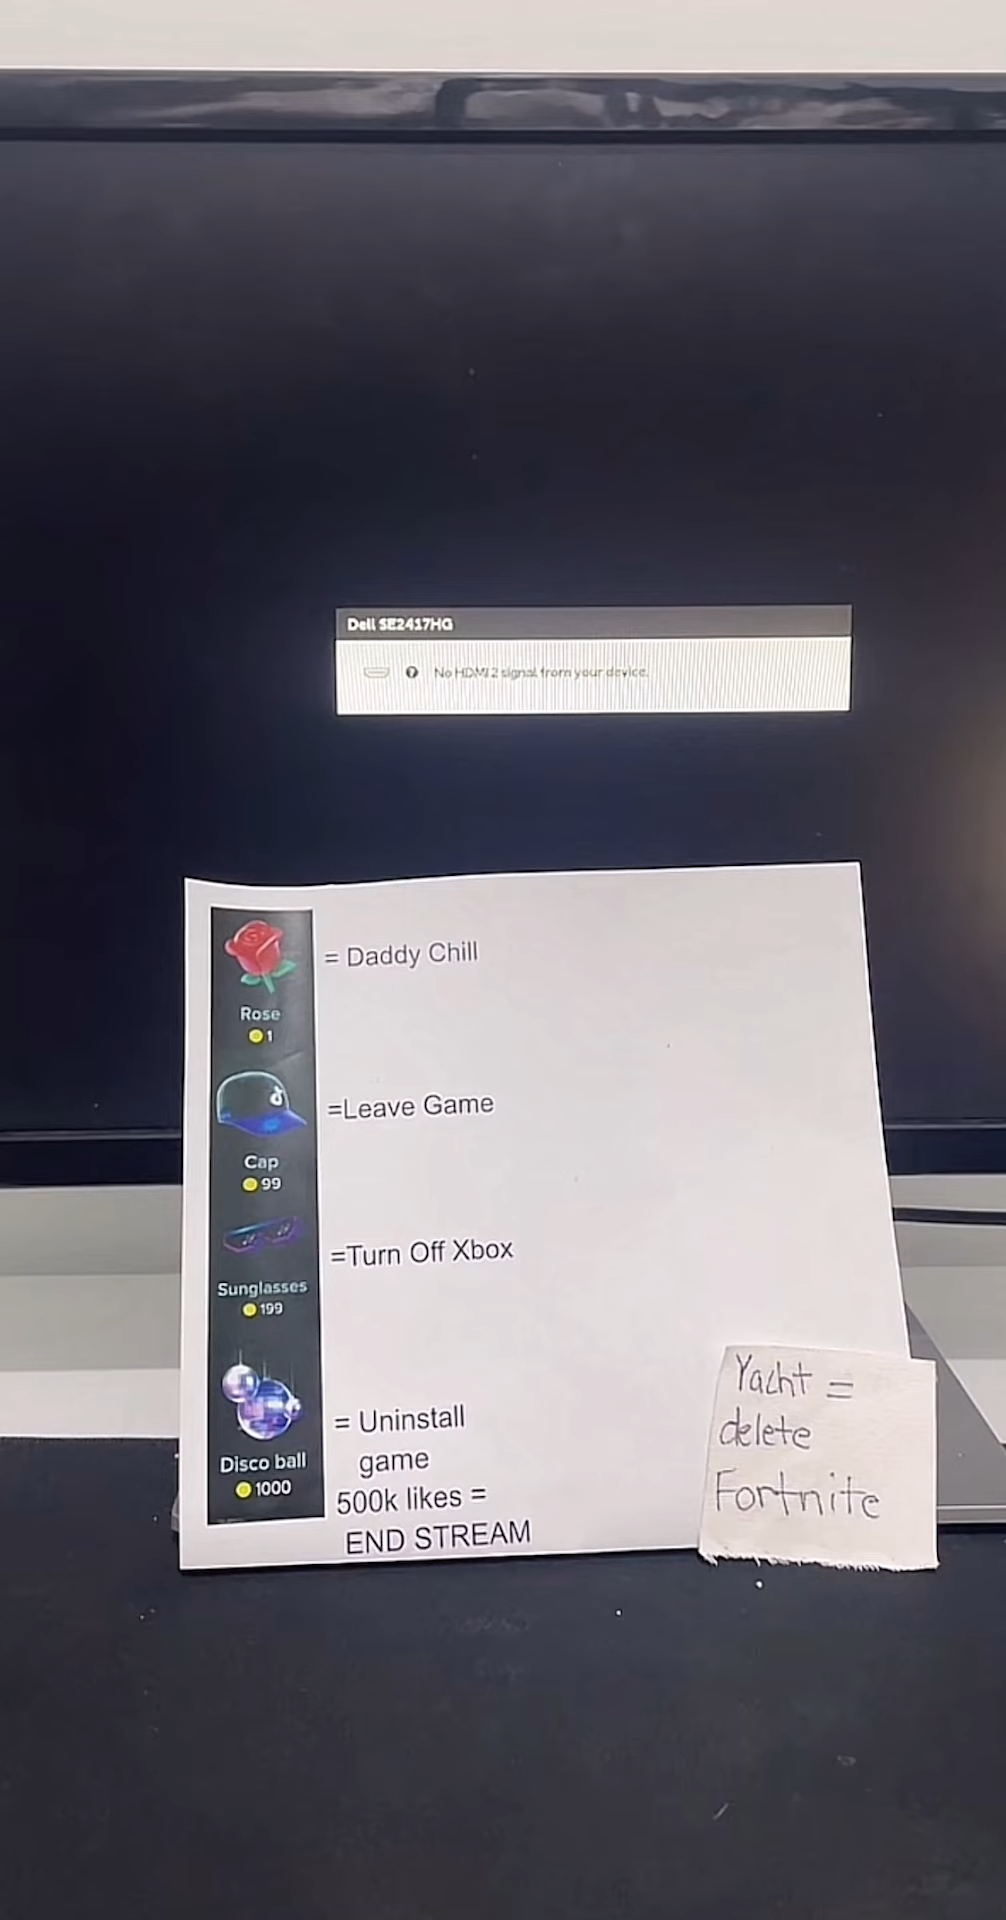 Dell SE2417HG
No HDMI 2 signal from your device.
= Daddy Chill
Rose
1
=Leave Game
Cap
99
=Turn Off Xbox
Sunglasses
199
= Uninstall
game
Disco ball
1000
500k likes =
END STREAM
Yacht =
delete
Fortnite